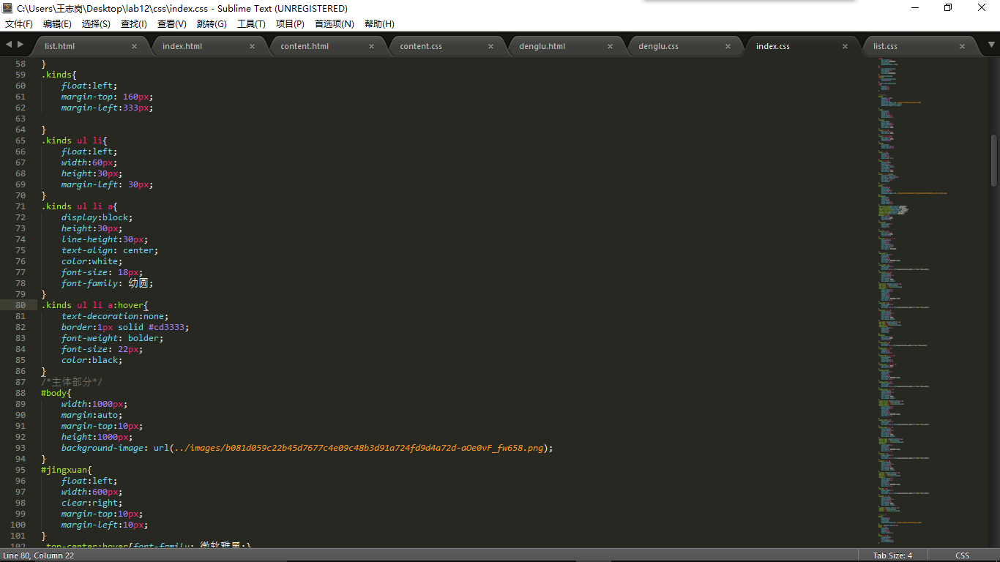 C:\Users\王志岗\Desktop\lab12\css\index.css - Sublime Text (UNREGISTERED)
文件(F) 编辑(E) 选择(S) 查找(I) 查看(V) 跳转(G) 工具(T) 项目(P) 首选项(N) 帮助(H)
list.html × index.html × content.html × content.css × denglu.html × denglu.css × index.css × list.css ×
58 }
59 .kinds{
60 float:left;
61 margin-top: 160px;
62 margin-left:333px;
63
64 }
65 .kinds ul li{
66 float:left;
67 width:60px;
68 height:30px;
69 margin-left: 30px;
70 }
71 .kinds ul li a{
72 display:block;
73 height:30px;
74 line-height:30px;
75 text-align: center;
76 color:white;
77 font-size: 18px;
78 font-family: 幼圆;
79 }
80 .kinds ul li a:hover{
81 text-decoration:none;
82 border:1px solid #cd3333;
83 font-weight: bolder;
84 font-size: 22px;
85 color:black;
86 }
87 /*主体部分*/
88 #body{
89 width:1000px;
90 margin:auto;
91 margin-top:10px;
92 height:1000px;
93 background-image: url(../images/b081d059c22b45d7677c4e09c48b3d91a724fd9d4a72d-aOe0vF_fw658.png);
94 }
95 #jingxuan{
96 float:left;
97 width:600px;
98 clear:right;
99 margin-top:10px;
100 margin-left:10px;
101 }
102 .top-center:hover{font-family: 微软雅黑;}
Line 80, Column 22 Tab Size: 4 CSS